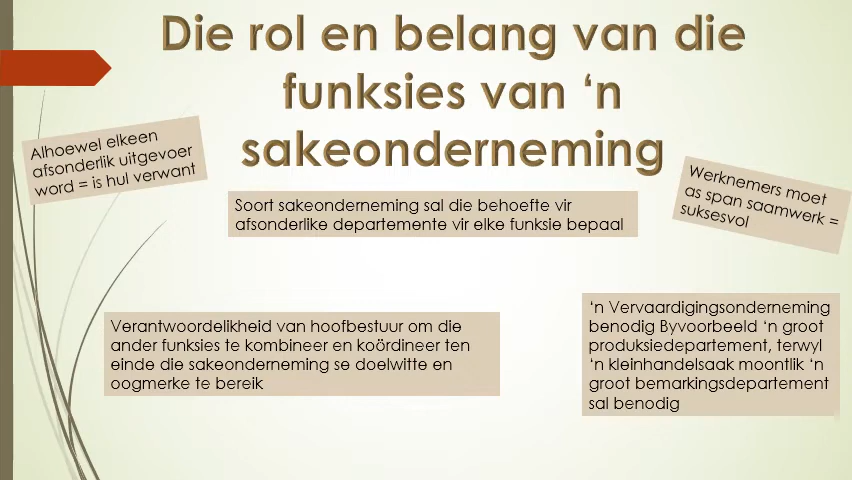 Die rol en belang van die
funksies van ‘n
sakeonderneming
Alhoewel elkeen
afsonderlik uitgevoer
word = is hul verwant
Soort sakeonderneming sal die behoefte vir
afsonderlike departemente vir elke funksie bepaal
Werknemers moet
as span saamwerk =
suksesvol
Verantwoordelikheid van hoofbestuur om die
ander funksies te kombineer en koördineer ten
einde die sakeonderneming se doelwitte en
oogmerke te bereik
‘n Vervaardigingsonderneming
benodig Byvoorbeeld ‘n groot
produksiedepartement, terwyl
‘n kleinhandelsaak moontlik ‘n
groot bemarkingsdepartement
sal benodig